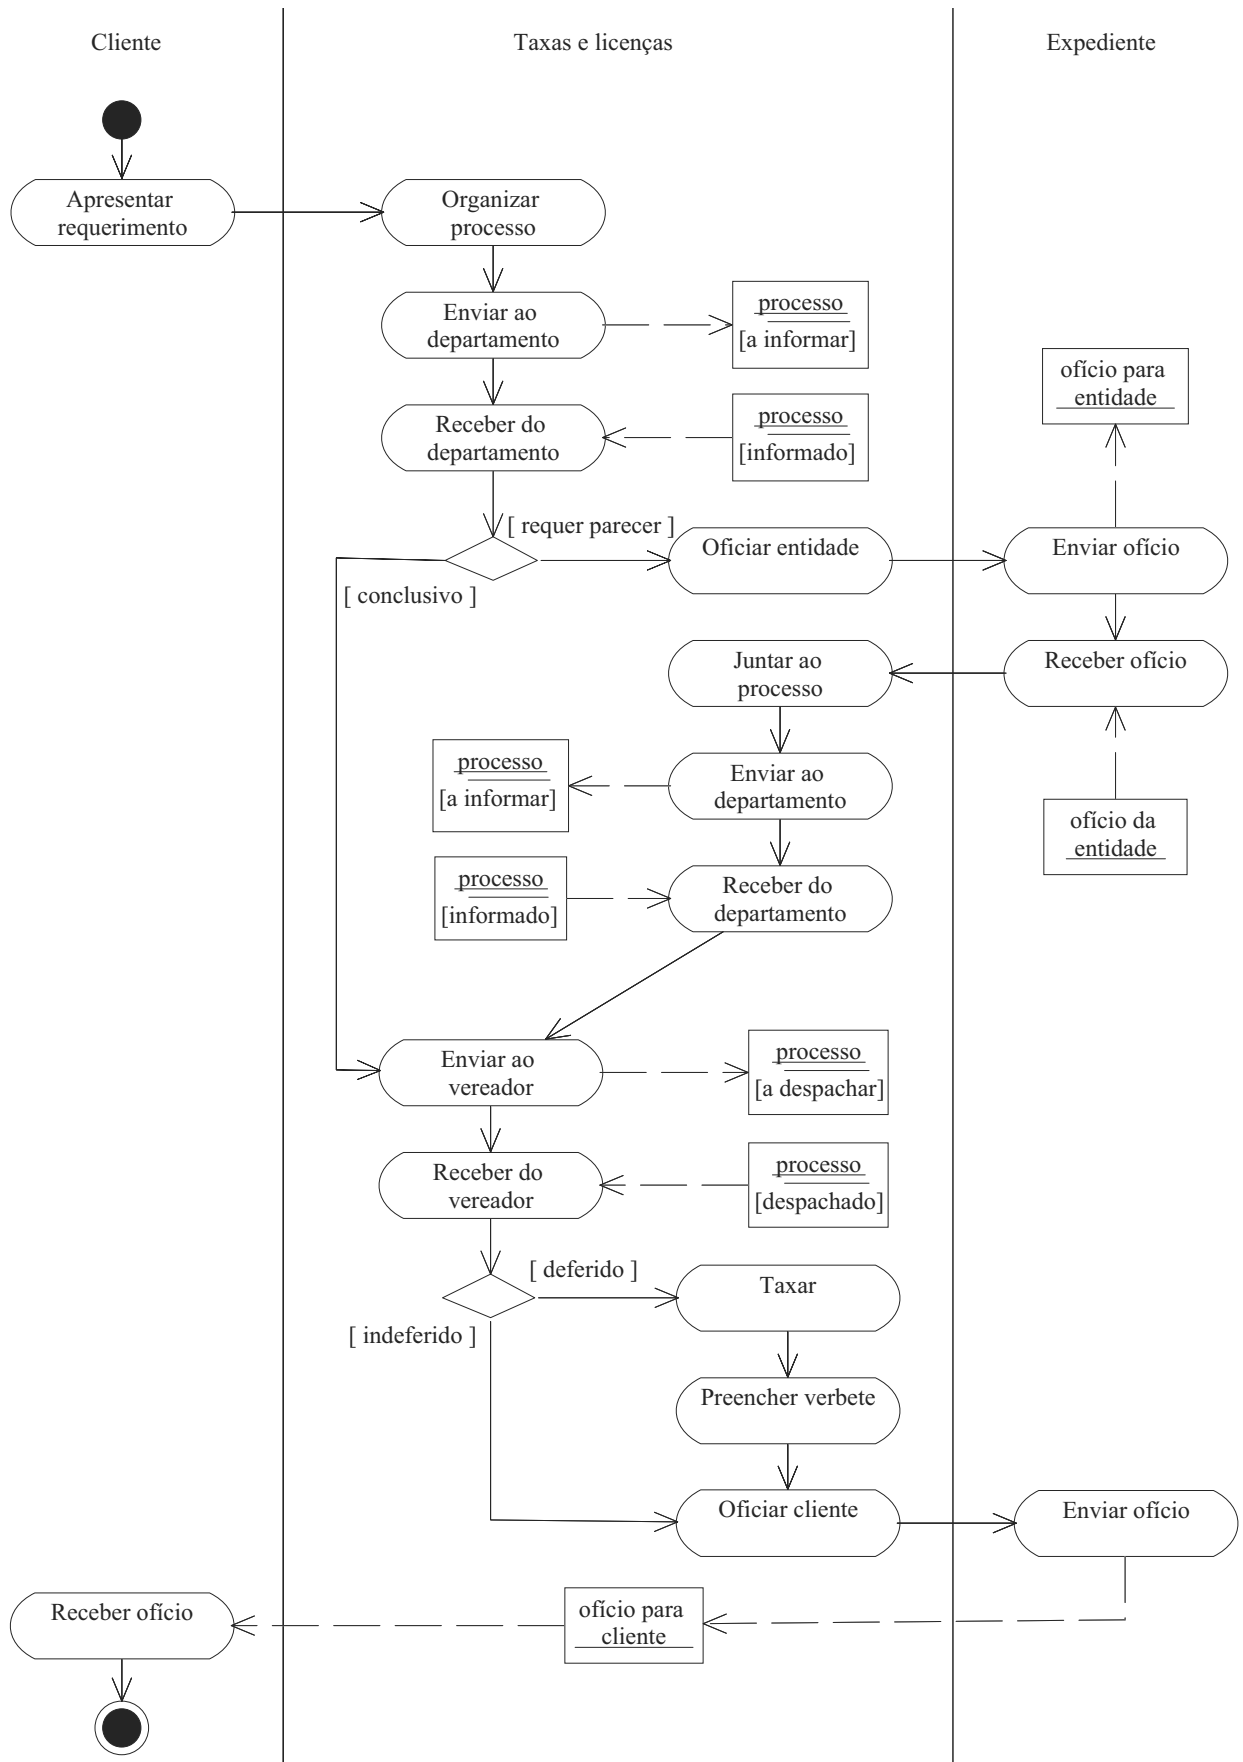 Cliente
Taxas e licenças
Expediente
Apresentar
requerimento
Organizar
processo
Enviar ao
departamento
processo
[a informar]
ofício para
entidade
Receber do
departamento
processo
[informado]
[ requer parecer ]
Oficiar entidade
Enviar ofício
[ conclusivo ]
Juntar ao
processo
Receber ofício
processo
[a informar]
Enviar ao
departamento
ofício da
entidade
processo
[informado]
Receber do
departamento
Enviar ao
vereador
processo
[a despachar]
Receber do
vereador
processo
[despachado]
[ deferido ]
Taxar
[ indeferido ]
Preencher verbete
Oficiar cliente
Enviar ofício
Receber ofício
ofício para
cliente